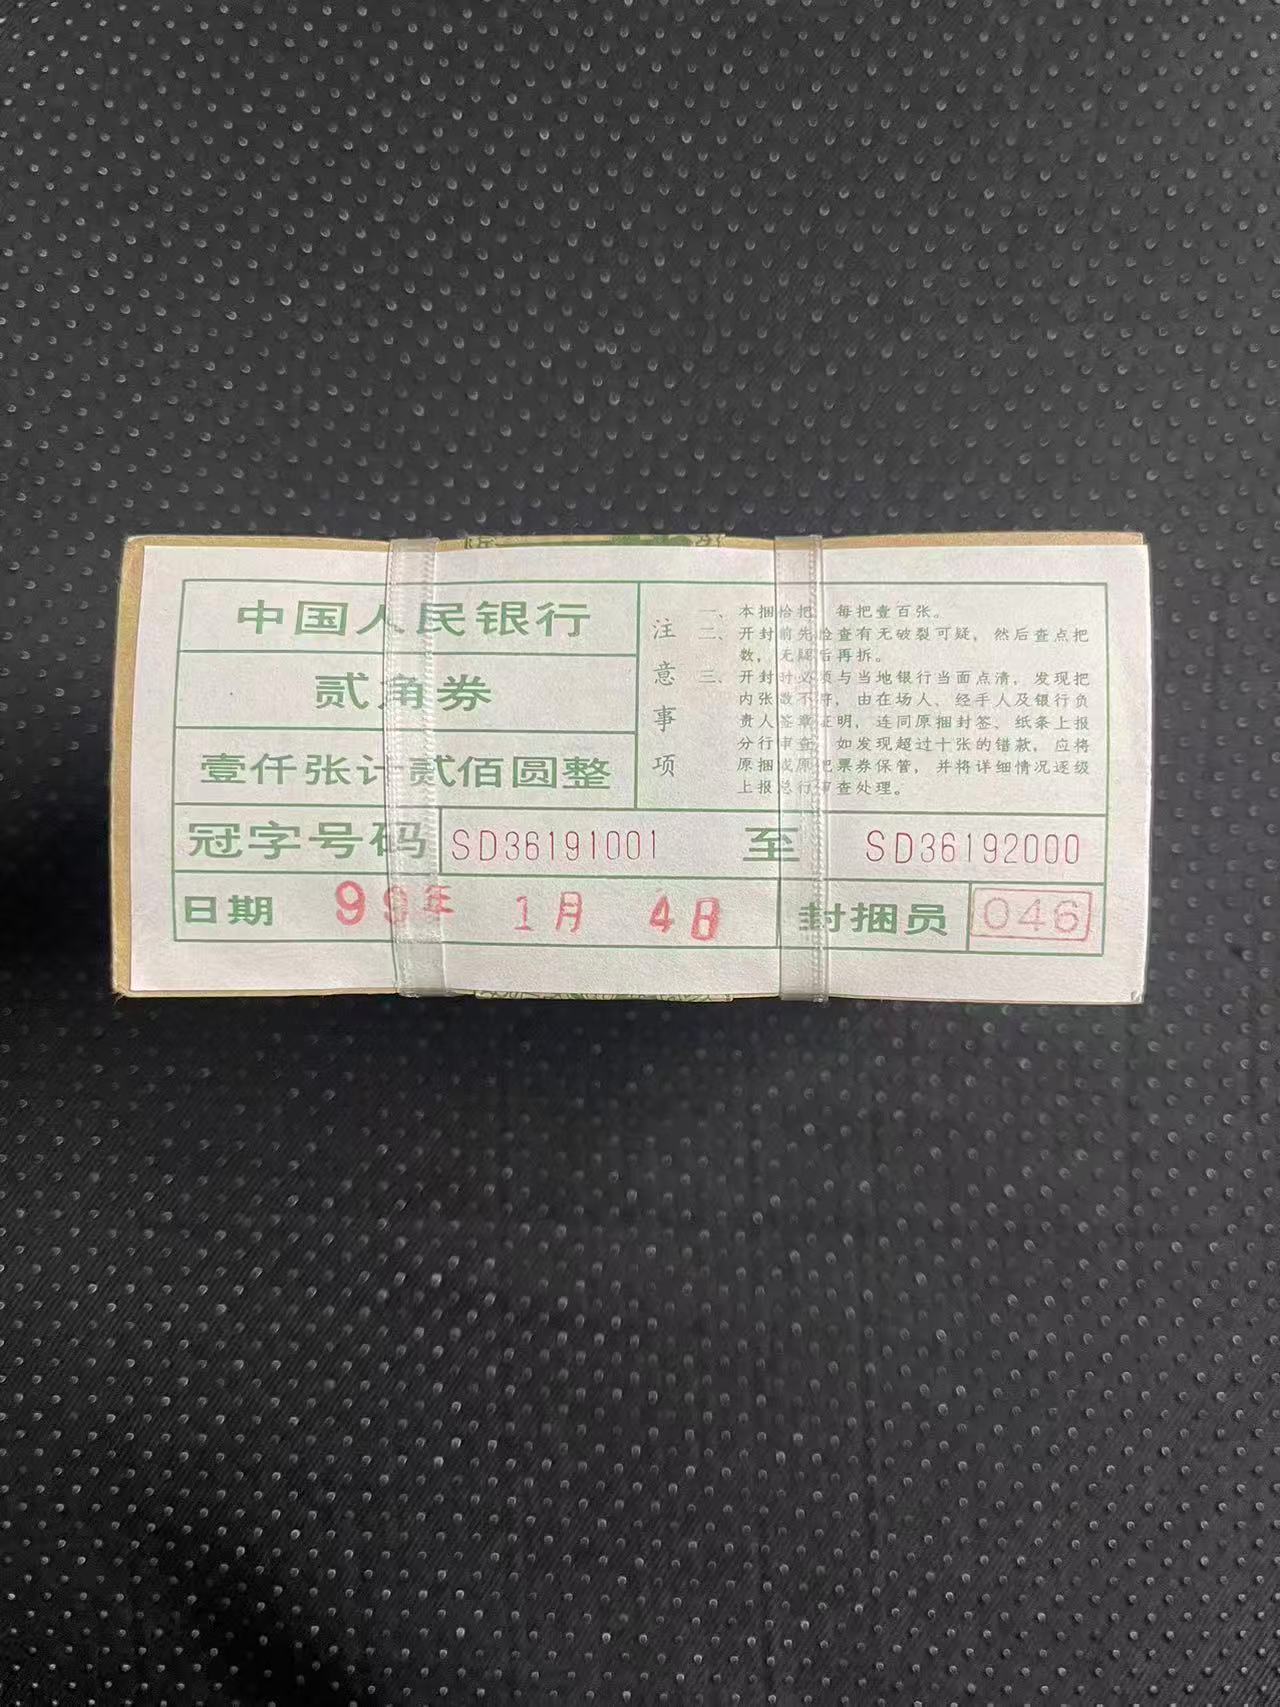 中国人民银行
贰角券
壹仟张计贰佰圆整
注意事项
一、本捆拾把，每把壹百张。
二、开封前先检查有无破裂可疑，然后查点把
数，无疑后再拆。
三、开封时必须与当地银行当面点清，发现把
内张数不符，由在场人、经手人及银行负
责人签章证明，连同原捆封签、纸条上报
分行审查，如发现超过十张的错款，应将
原捆或原把票券保管，并将详细情况逐级
上报总行审查处理。
冠字号码 SD36191001 至 SD36192000
日期 99年 1月 4日 封捆员 046